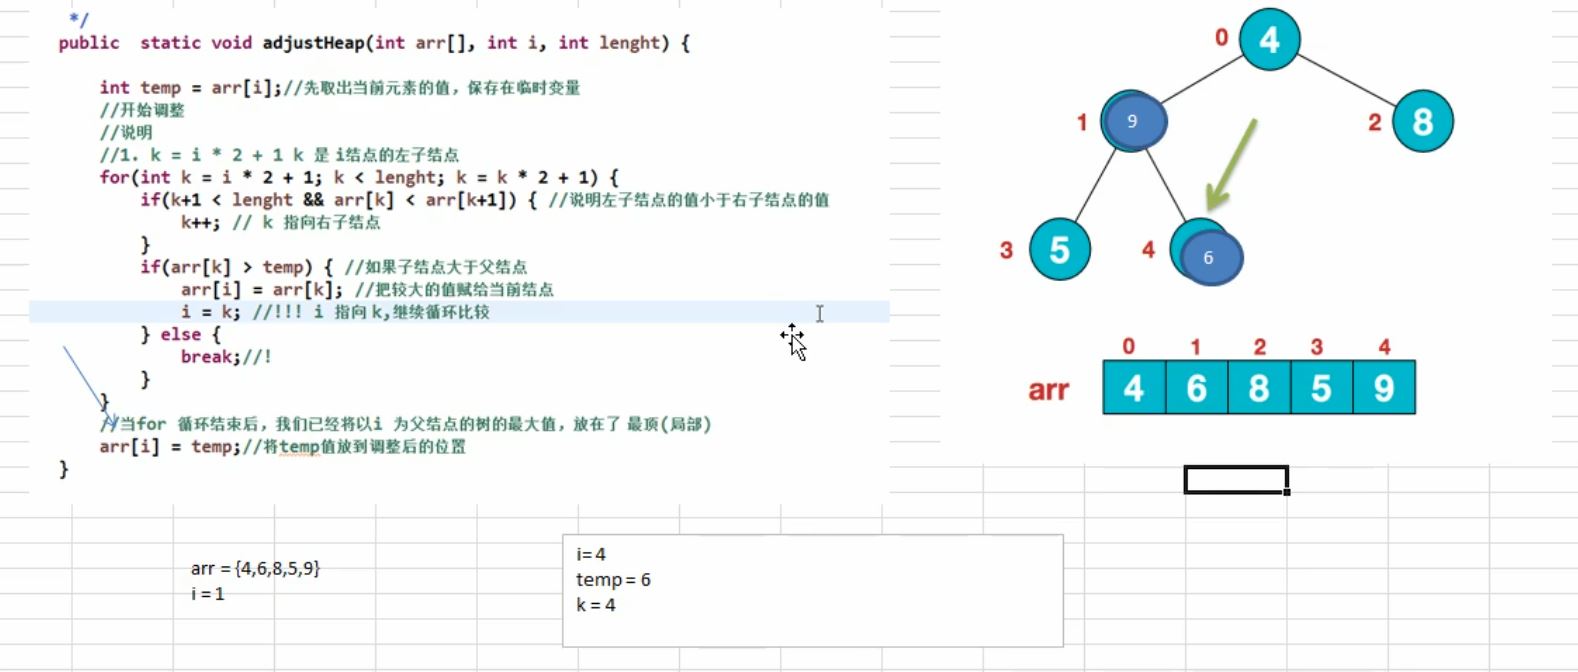 */
public static void adjustHeap(int arr[], int i, int lenght) {
int temp = arr[i];//先取出当前元素的值，保存在临时变量
//开始调整
//说明
//1. k = i * 2 + 1 k 是 i结点的左子结点
for(int k = i * 2 + 1; k < lenght; k = k * 2 + 1) {
if(k+1 < lenght && arr[k] < arr[k+1]) { //说明左子结点的值小于右子结点的值
k++; // k 指向右子结点
}
if(arr[k] > temp) { //如果子结点大于父结点
arr[i] = arr[k]; //把较大的值赋给当前结点
i = k; //!!! i 指向 k,继续循环比较
} else {
break;//!
}
}
//当for 循环结束后，我们已经将以i 为父结点的树的最大值，放在了 最顶(局部)
arr[i] = temp;//将temp值放到调整后的位置
}
0 4
1 9 2 8
3 5 4 6
0 1 2 3 4
arr 4 6 8 5 9
arr = {4,6,8,5,9}
i = 1
i= 4
temp = 6
k = 4